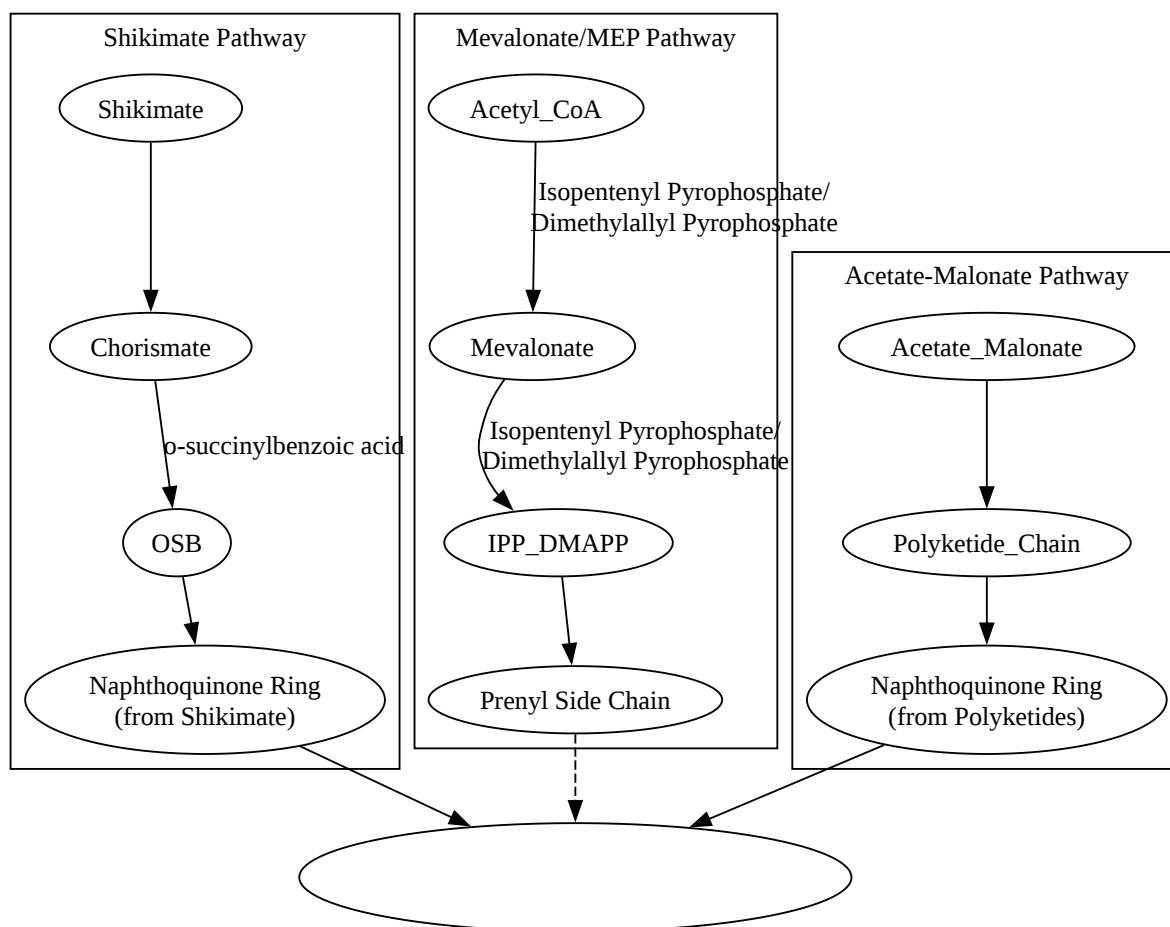 Shikimate Pathway
Mevalonate/MEP Pathway
Shikimate
Acetyl_CoA
Isopentenyl Pyrophosphate/
Dimethylallyl Pyrophosphate
Acetate-Malonate Pathway
Chorismate
Mevalonate
Acetate_Malonate
o-succinylbenzoic acid
Isopentenyl Pyrophosphate/
Dimethylallyl Pyrophosphate
OSB
IPP_DMAPP
Polyketide_Chain
Naphthoquinone Ring
(from Shikimate)
Prenyl Side Chain
Naphthoquinone Ring
(from Polyketides)